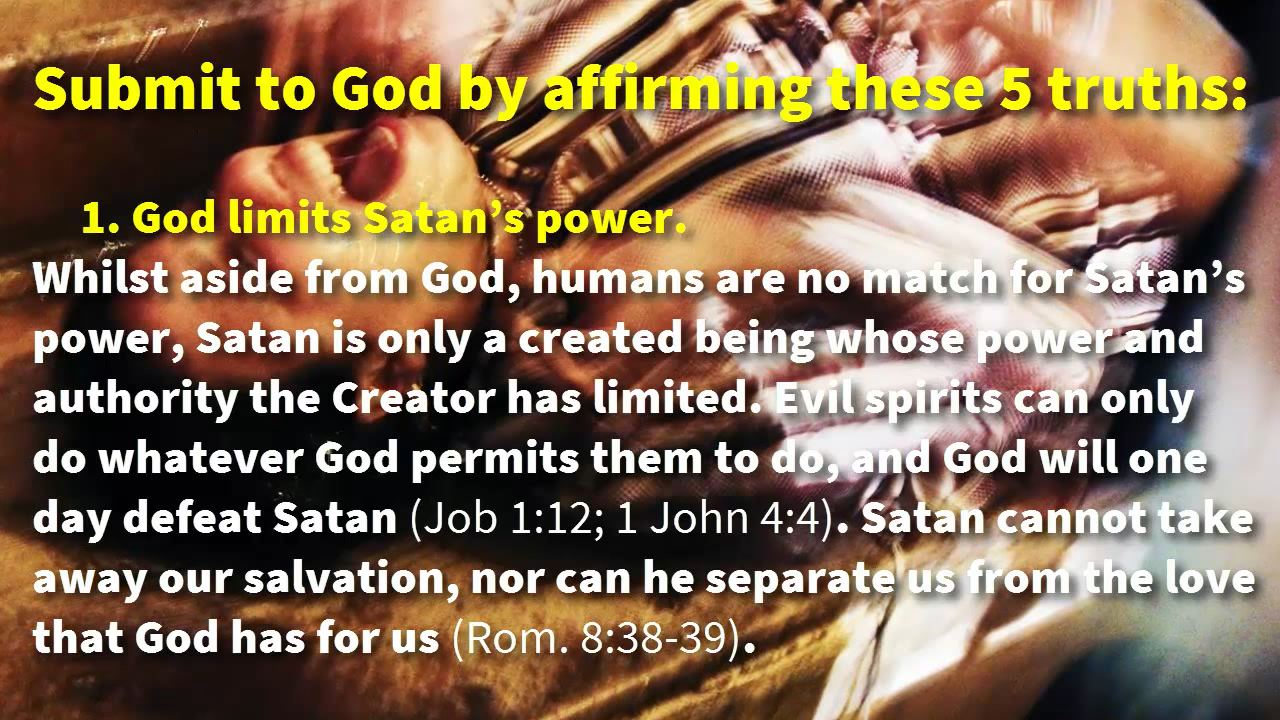 Submit to God by affirming these 5 truths:
1. God limits Satan’s power.
Whilst aside from God, humans are no match for Satan’s
power, Satan is only a created being whose power and
authority the Creator has limited. Evil spirits can only
do whatever God permits them to do, and God will one
day defeat Satan (Job 1:12; 1 John 4:4). Satan cannot take
away our salvation, nor can he separate us from the love
that God has for us (Rom. 8:38-39).